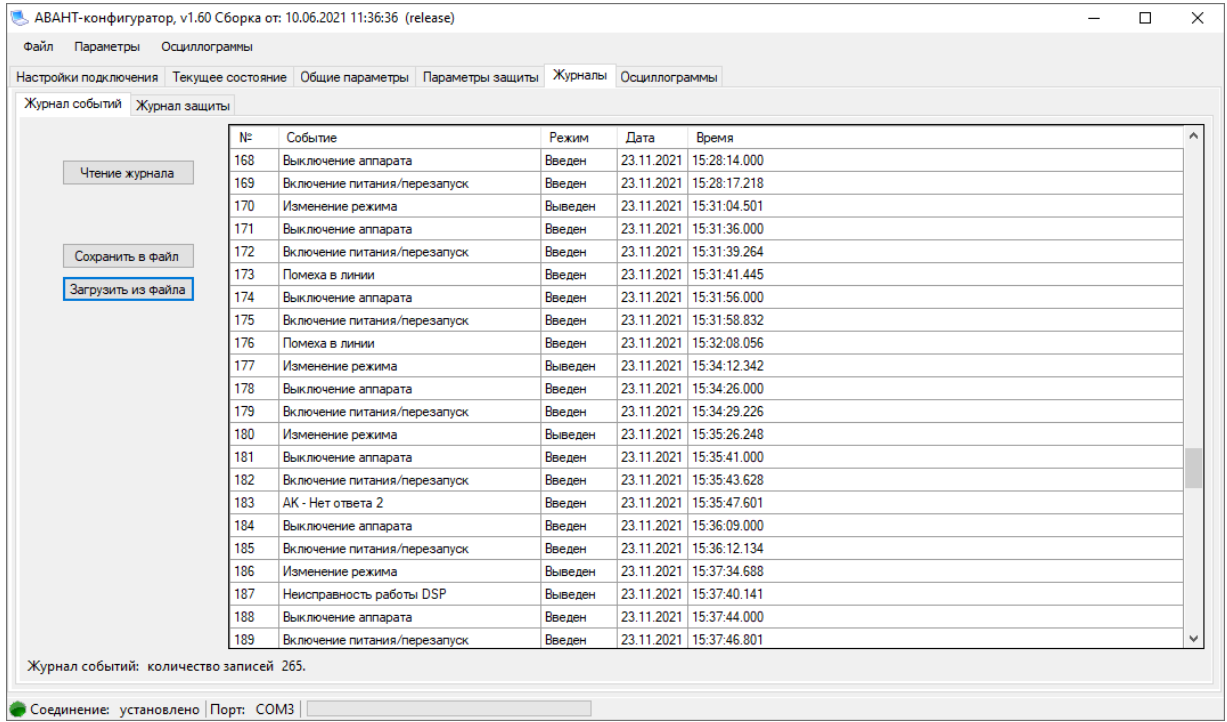 АВАНТ-конфигуратор, v1.60 Сборка от: 10.06.2021 11:36:36 (release)
Файл Параметры Осциллограммы
Настройки подключения Текущее состояние Общие параметры Параметры защиты Журналы Осциллограммы
Журнал событий Журнал защиты
Чтение журнала
Сохранить в файл
Загрузить из файла
№ Событие Режим Дата Время
168 Выключение аппарата Введен 23.11.2021 15:28:14.000
169 Включение питания/перезапуск Введен 23.11.2021 15:28:17.218
170 Изменение режима Выведен 23.11.2021 15:31:04.501
171 Выключение аппарата Введен 23.11.2021 15:31:36.000
172 Включение питания/перезапуск Введен 23.11.2021 15:31:39.264
173 Помеха в линии Введен 23.11.2021 15:31:41.445
174 Выключение аппарата Введен 23.11.2021 15:31:56.000
175 Включение питания/перезапуск Введен 23.11.2021 15:31:58.832
176 Помеха в линии Введен 23.11.2021 15:32:08.056
177 Изменение режима Выведен 23.11.2021 15:34:12.342
178 Выключение аппарата Введен 23.11.2021 15:34:26.000
179 Включение питания/перезапуск Введен 23.11.2021 15:34:29.226
180 Изменение режима Выведен 23.11.2021 15:35:26.248
181 Выключение аппарата Введен 23.11.2021 15:35:41.000
182 Включение питания/перезапуск Введен 23.11.2021 15:35:43.628
183 АК - Нет ответа 2 Введен 23.11.2021 15:35:47.601
184 Выключение аппарата Введен 23.11.2021 15:36:09.000
185 Включение питания/перезапуск Введен 23.11.2021 15:36:12.134
186 Изменение режима Выведен 23.11.2021 15:37:34.688
187 Неисправность работы DSP Выведен 23.11.2021 15:37:40.141
188 Выключение аппарата Введен 23.11.2021 15:37:44.000
189 Включение питания/перезапуск Введен 23.11.2021 15:37:46.801
Журнал событий: количество записей 265.
Соединение: установлено Порт: COM3